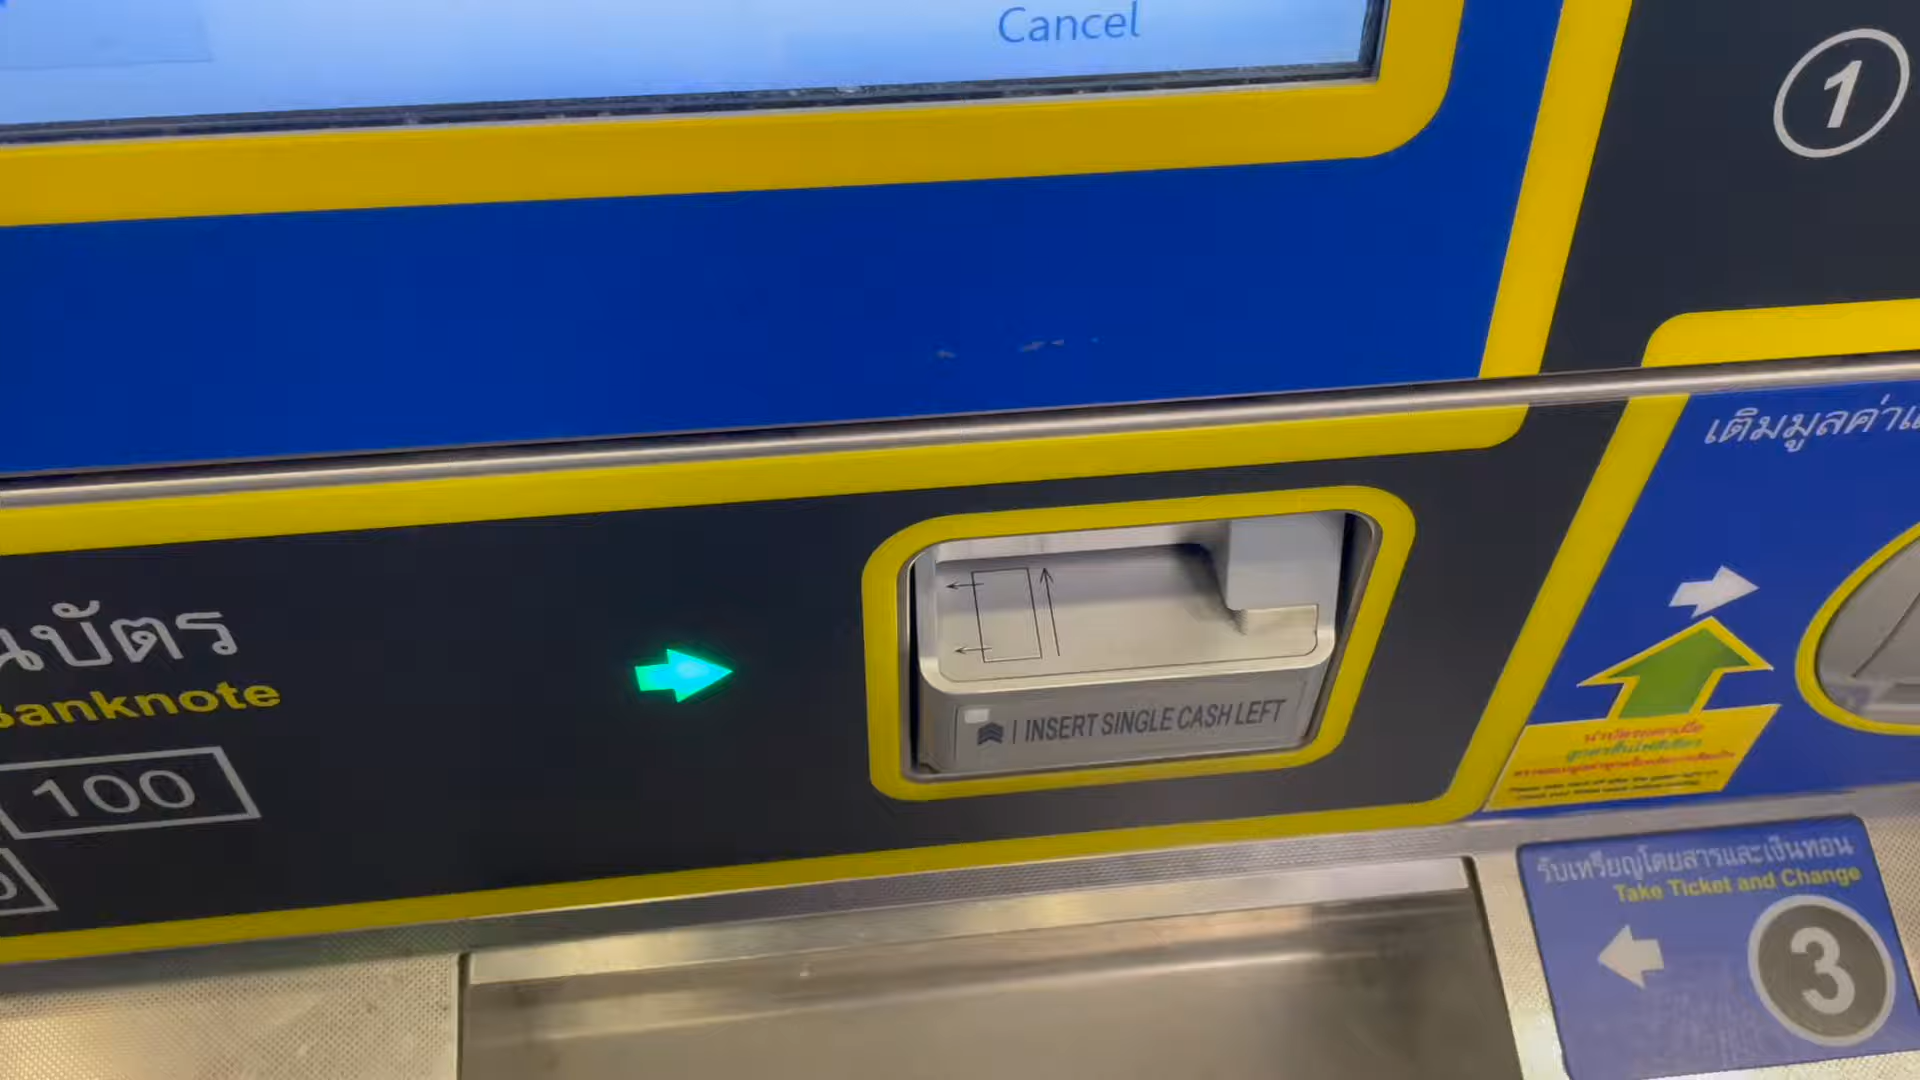 Cancel
1
เติมมูลค่า
นบัตร
Banknote
100
INSERT SINGLE CASH LEFT
รับเหรียญโดยสารและเงินทอน
Take Ticket and Change
3